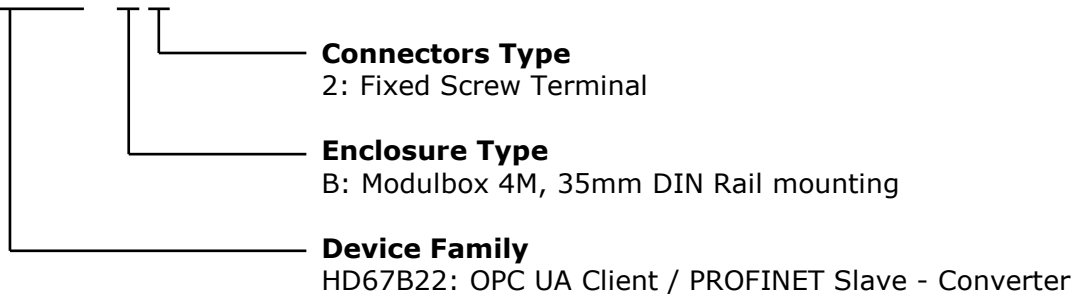 Connectors Type
2: Fixed Screw Terminal
Enclosure Type
B: Modulbox 4M, 35mm DIN Rail mounting
Device Family
HD67B22: OPC UA Client / PROFINET Slave - Converter